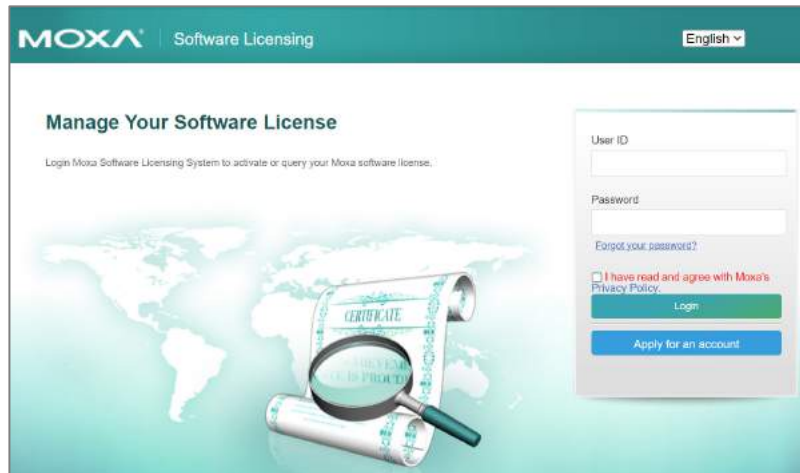 MOXA Software Licensing English
Manage Your Software License
Login Moxa Software Licensing System to activate or query your Moxa software license.
User ID
Password
Forgot your password?
I have read and agree with Moxa's
Privacy Policy.
Login
Apply for an account
CERTIFICATE
IS PROUD